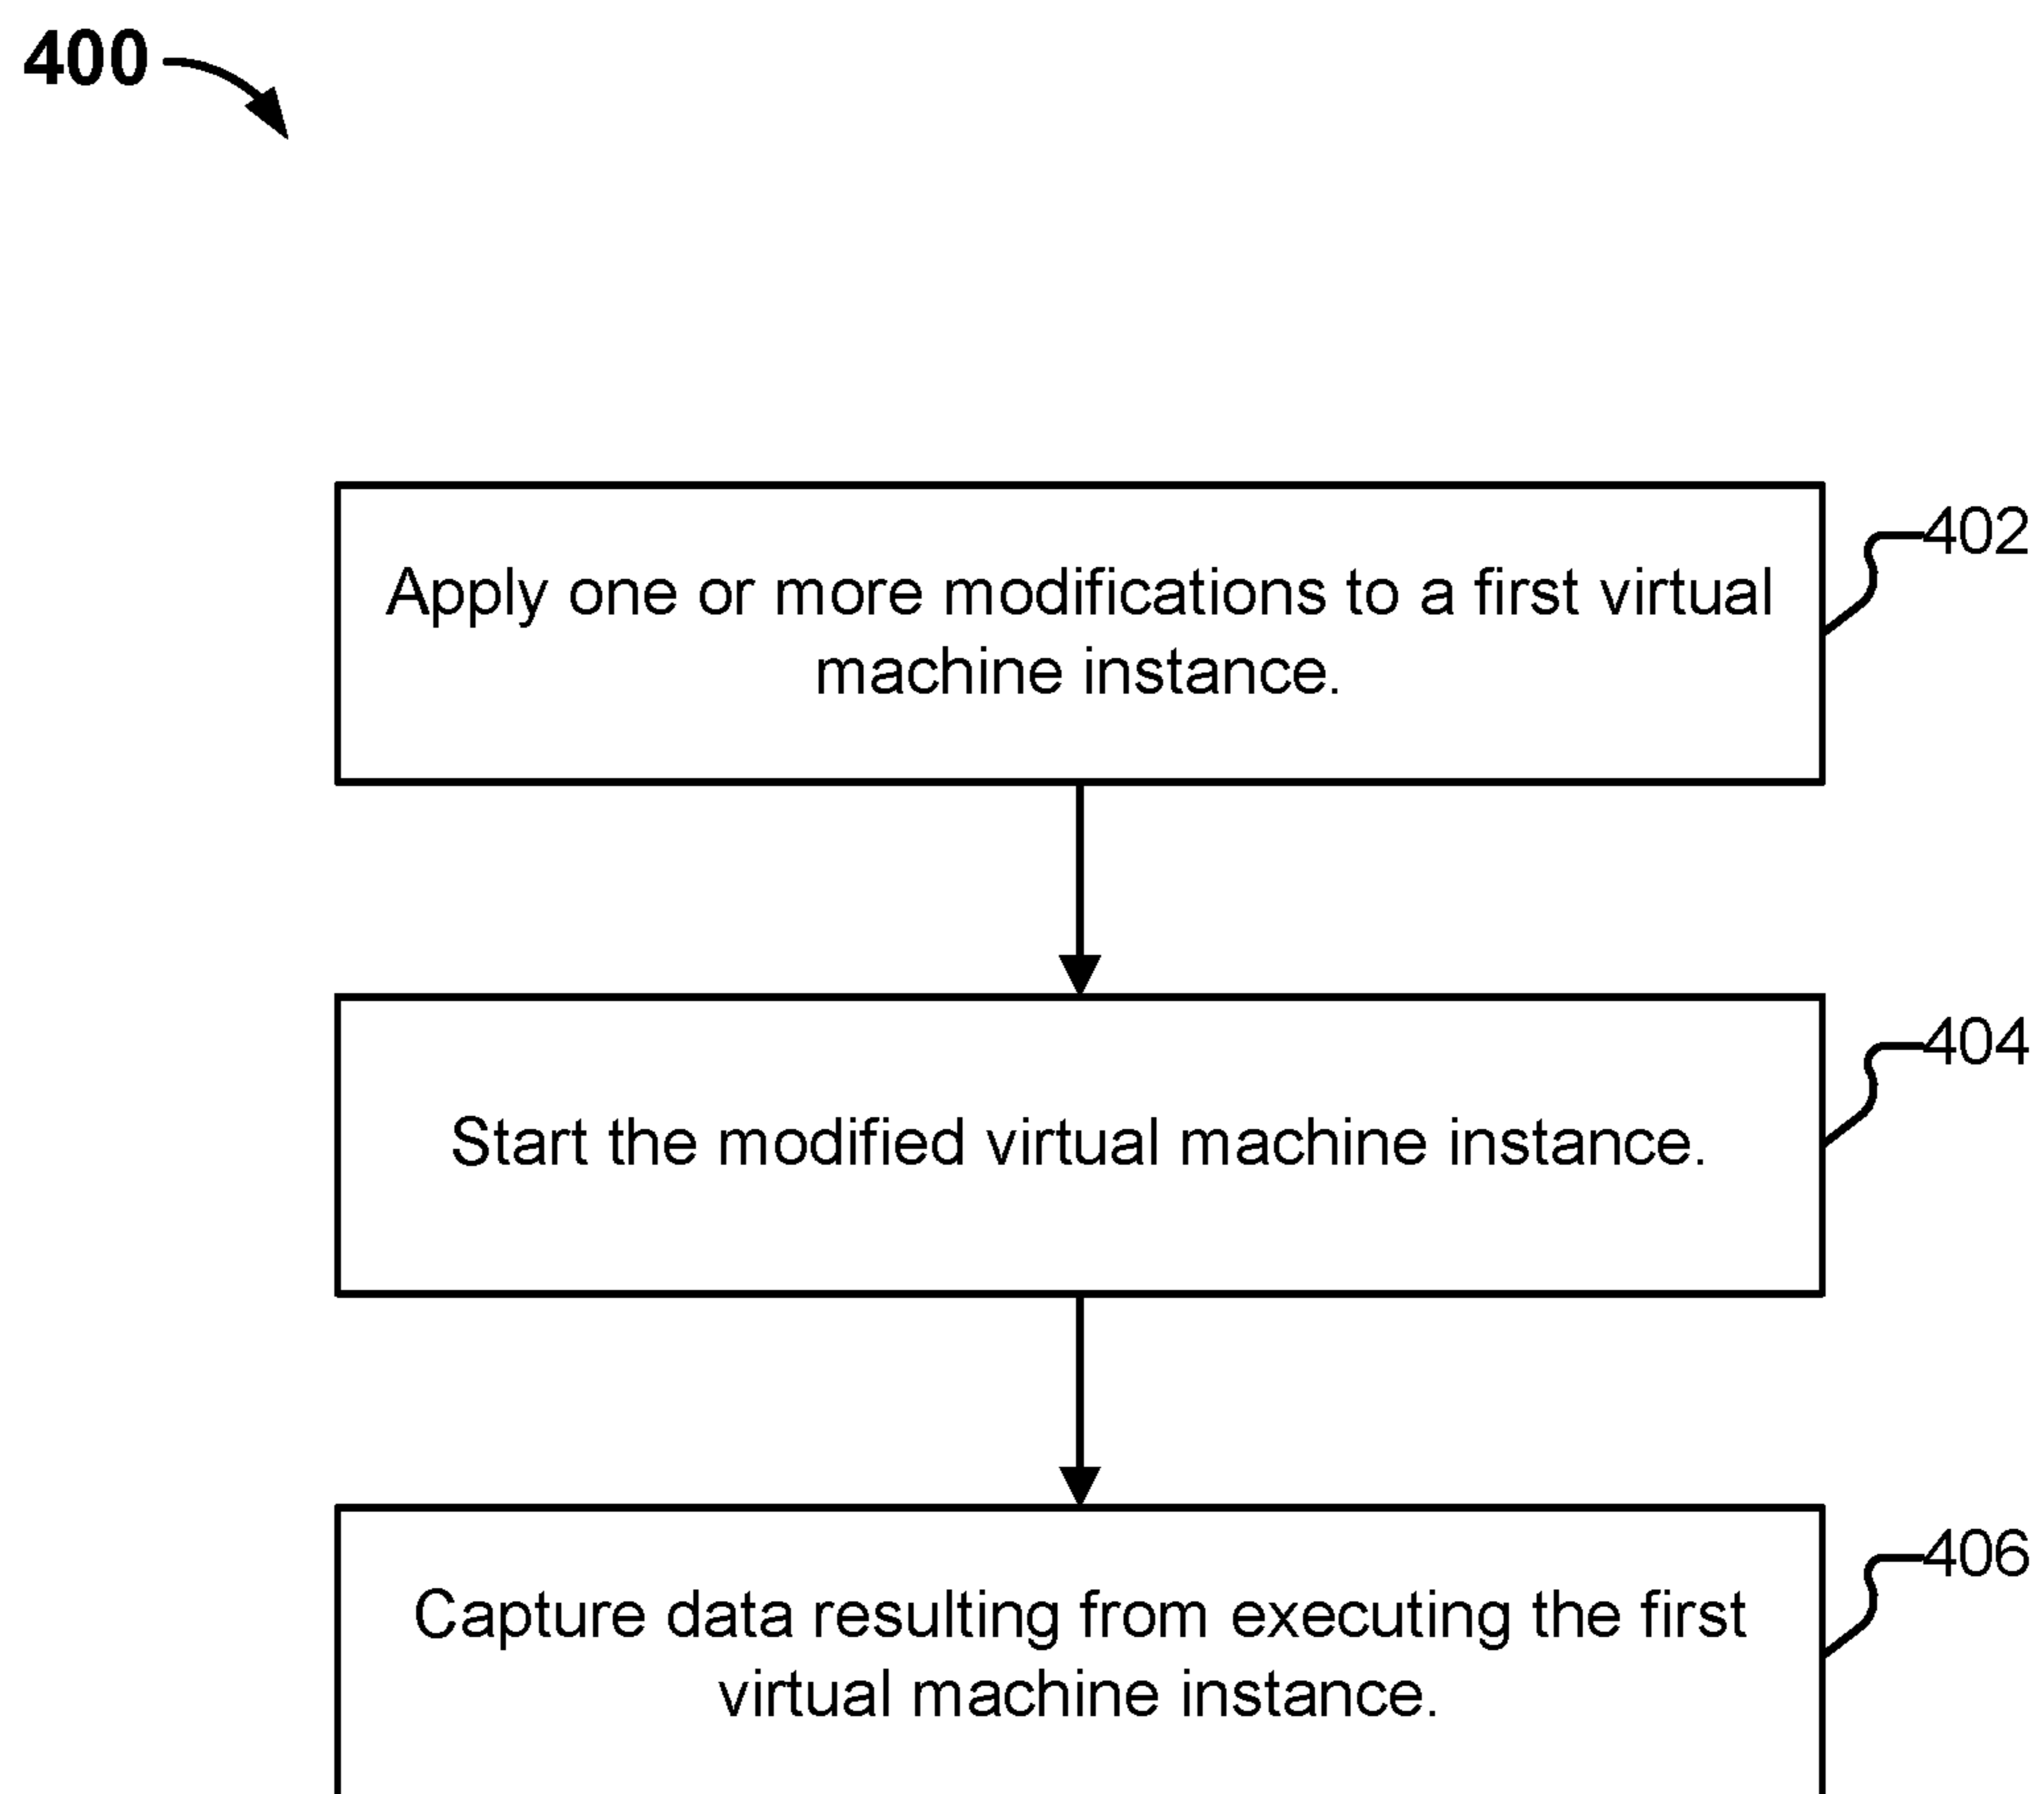 400
402
Apply one or more modifications to a first virtual
machine instance.
404
Start the modified virtual machine instance.
406
Capture data resulting from executing the first
virtual machine instance.